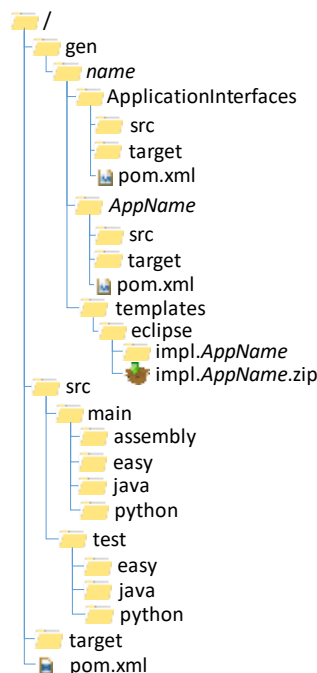 /
gen
name
ApplicationInterfaces
src
target
pom.xml
AppName
src
target
pom.xml
templates
eclipse
impl.AppName
impl.AppName.zip
src
main
assembly
easy
java
python
test
easy
java
python
target
pom.xml